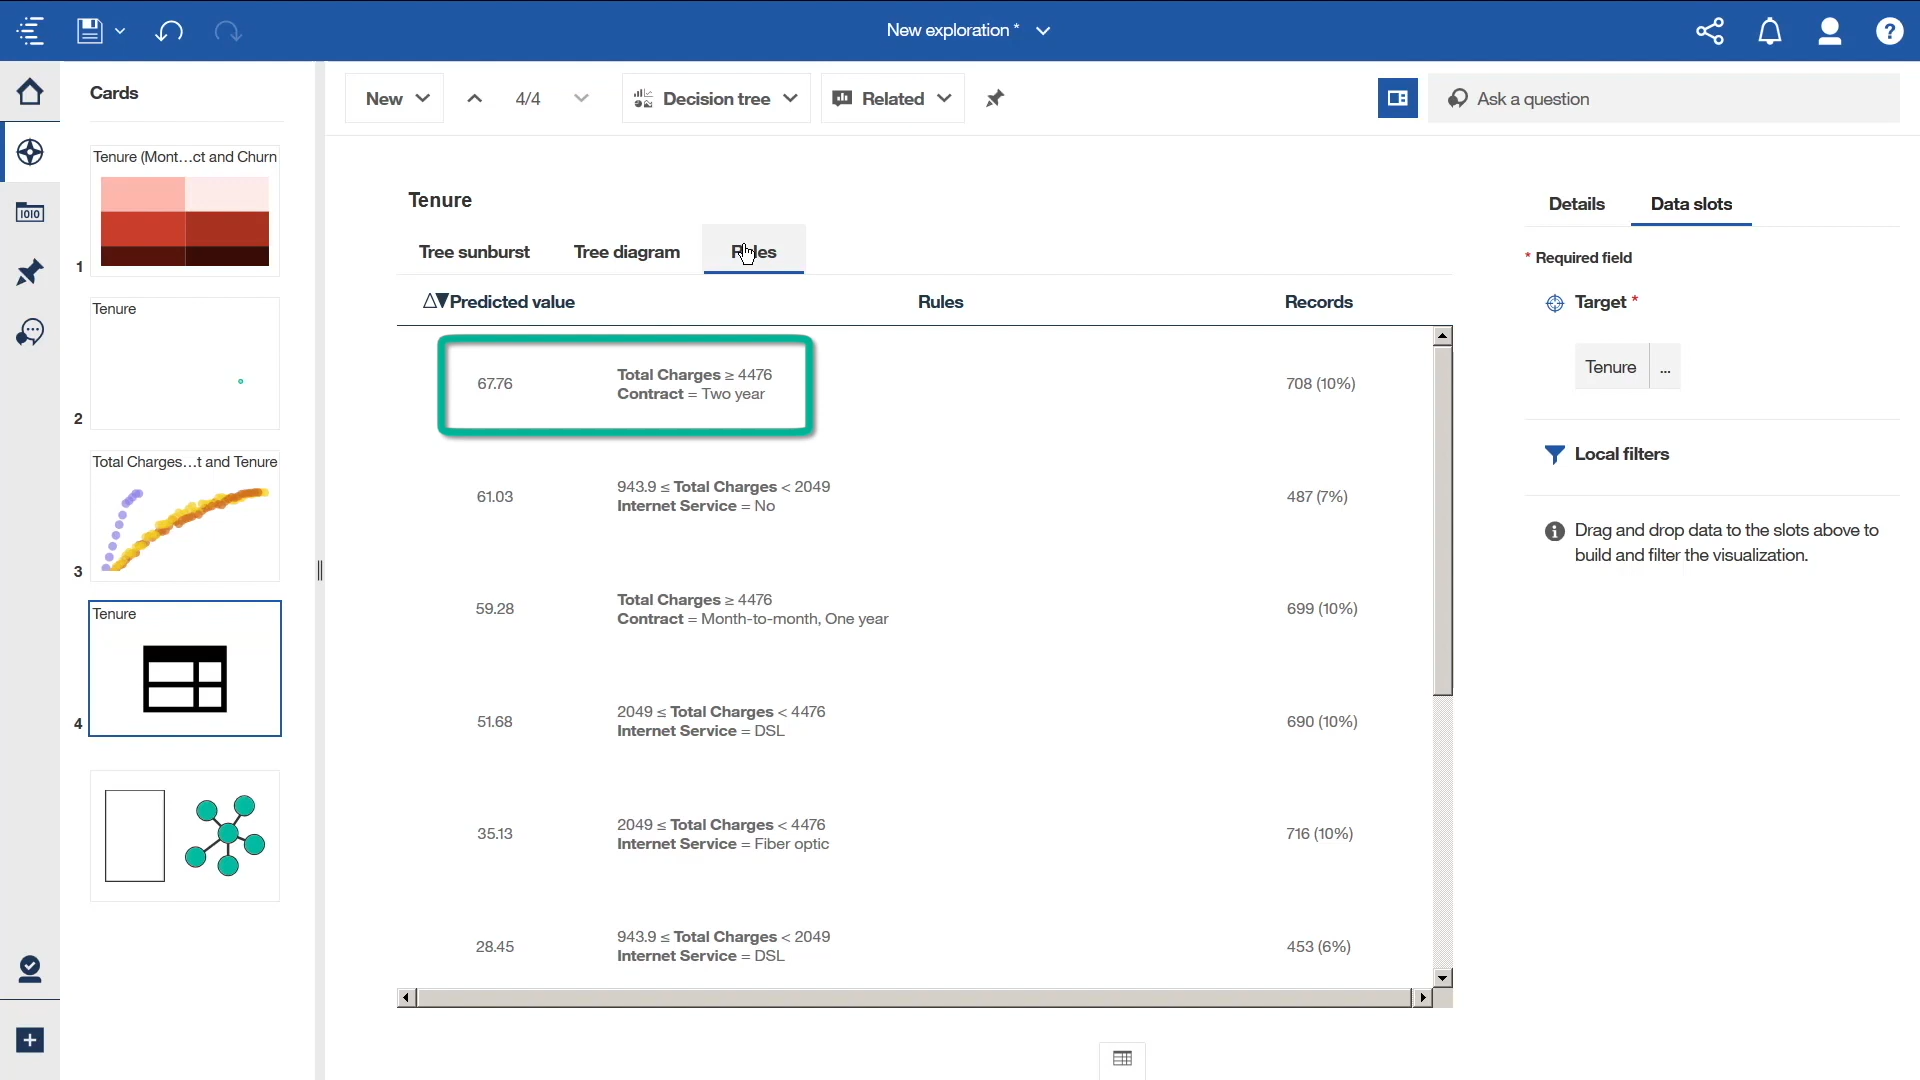 New exploration *
Cards
New
4/4
Decision tree
Related
Ask a question
Tenure (Mont...ct and Churn
1
Tenure
2
Total Charges...t and Tenure
3
Tenure
4
Tenure
Tree sunburst
Tree diagram
Predicted value
Rules
Records
67.76
Total Charges ≥ 4476
Contract = Two year
708 (10%)
61.03
943.9 ≤ Total Charges < 2049
Internet Service = No
487 (7%)
59.28
Total Charges ≥ 4476
Contract = Month-to-month, One year
699 (10%)
51.68
2049 ≤ Total Charges < 4476
Internet Service = DSL
690 (10%)
35.13
2049 ≤ Total Charges < 4476
Internet Service = Fiber optic
716 (10%)
28.45
943.9 ≤ Total Charges < 2049
Internet Service = DSL
453 (6%)
Details
Data slots
* Required field
Target *
Tenure
...
Local filters
Drag and drop data to the slots above to
build and filter the visualization.